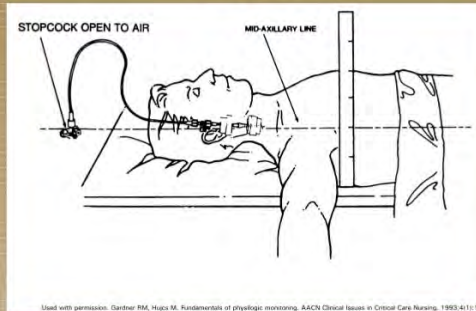 STOPCOCK OPEN TO AIR
MID-AXILLARY LINE
Used with permission. Gardner RM, Hujcs M. Fundamentals of physilogic monitoring. AACN Clinical Issues in Critical Care Nursing. 1993;4(1):